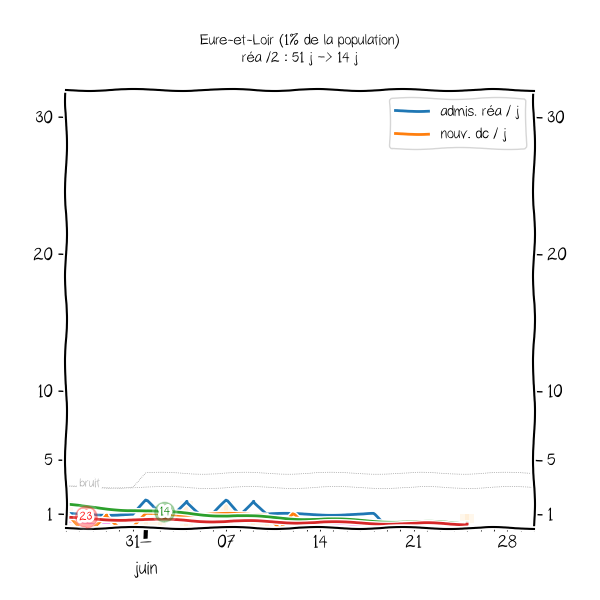 Eure-et-Loir (1% de la population)
réa /2 : 51 j -> 14 j
admis. réa / j
nouv. dc / j
30
30
20
20
10
10
5
5
bruit
1
23
14
1
31
07
14
21
28
juin